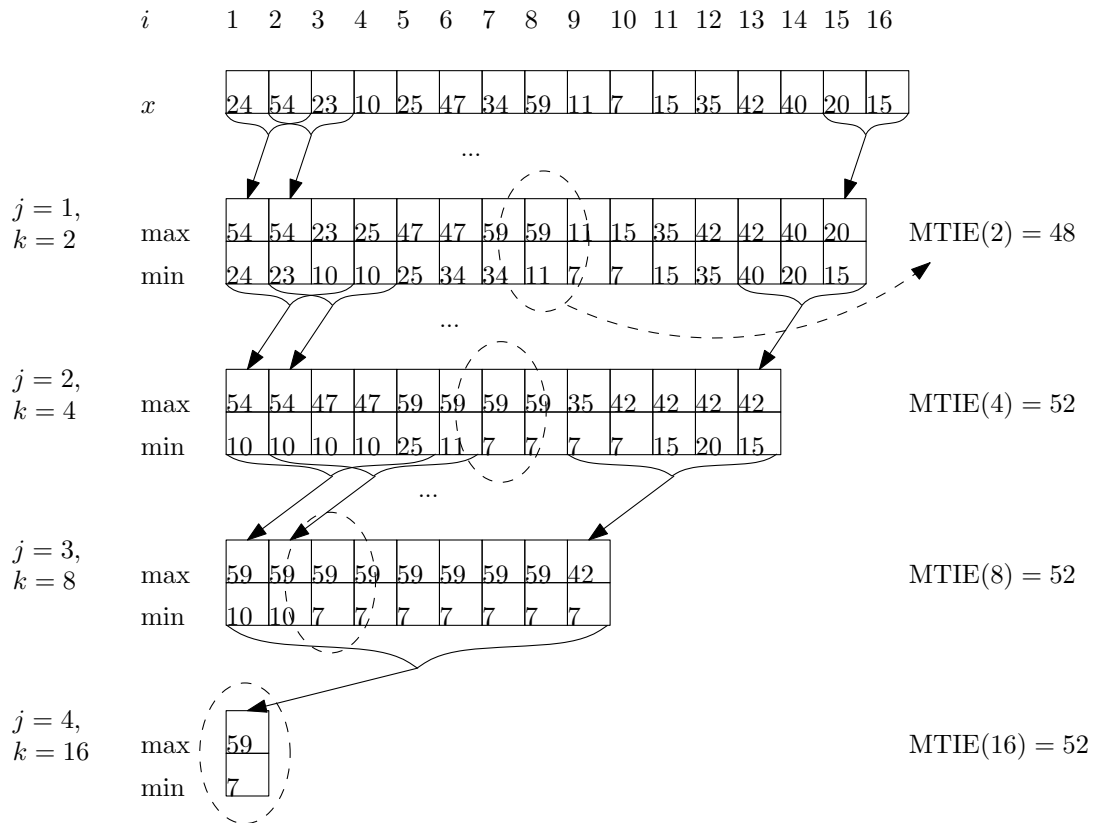 i 1 2 3 4 5 6 7 8 9 10 11 12 13 14 15 16
x 24 54 23 10 25 47 34 59 11 7 15 35 42 40 20 15
...
j = 1,
k = 2
max 54 54 23 25 47 47 59 59 11 15 35 42 42 40 20
MTIE(2) = 48
min 24 23 10 10 25 34 34 11 7 7 15 35 40 20 15
...
j = 2,
k = 4
max 54 54 47 47 59 59 59 59 35 42 42 42 42
MTIE(4) = 52
min 10 10 10 10 25 11 7 7 7 7 15 20 15
...
j = 3,
k = 8
max 59 59 59 59 59 59 59 59 42
MTIE(8) = 52
min 10 10 7 7 7 7 7 7 7
j = 4,
k = 16
max 59
MTIE(16) = 52
min 7